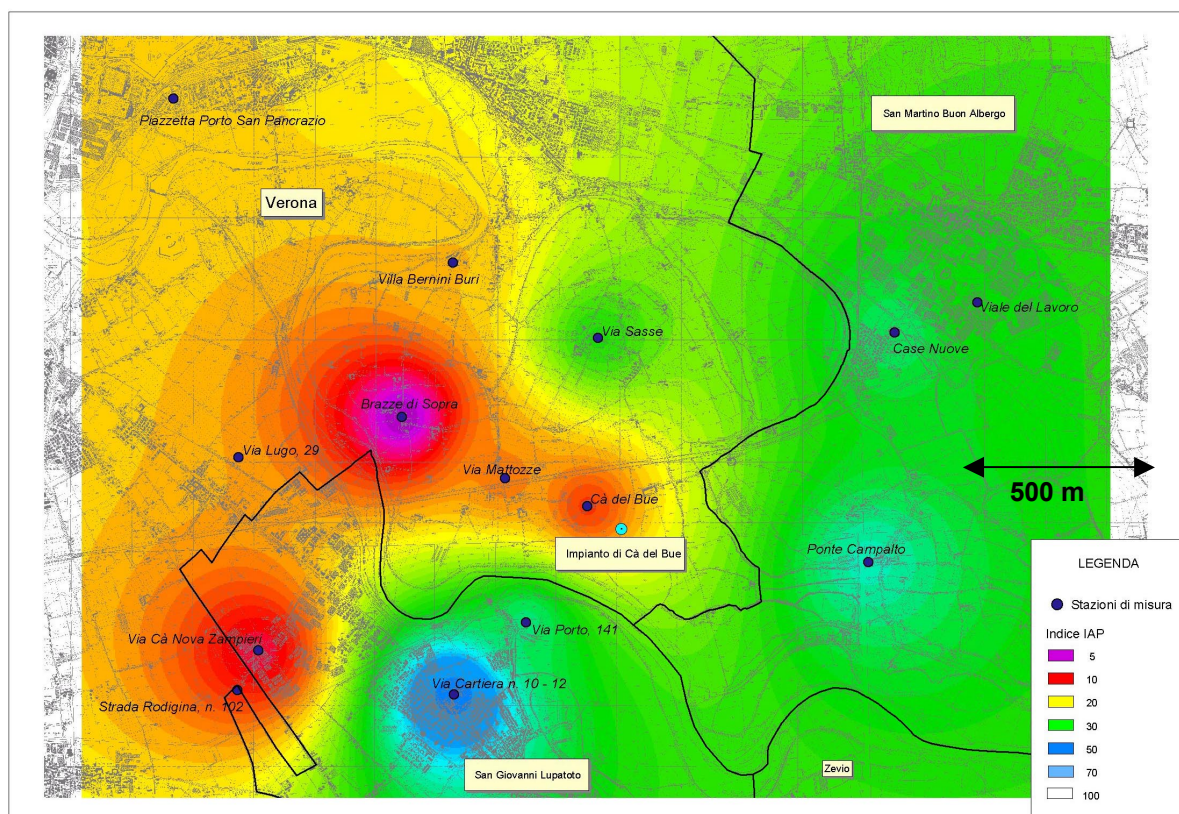 Piazzetta Porto San Pancrazio
San Martino Buon Albergo
Verona
Villa Bernini Buri
Via Sasse
Viale del Lavoro
Case Nuove
Brazze di Sopra
Via Lugo, 29
Via Mattozze
Cà del Bue
500 m
Impianto di Cà del Bue
Ponte Campalto
LEGENDA
Stazioni di misura
Via Porto, 141
Indice IAP
Via Cà Nova Zampieri
5
10
Via Cartiera n. 10 - 12
Strada Rodigina, n. 102
20
30
50
San Giovanni Lupatoto
Zevio
70
100